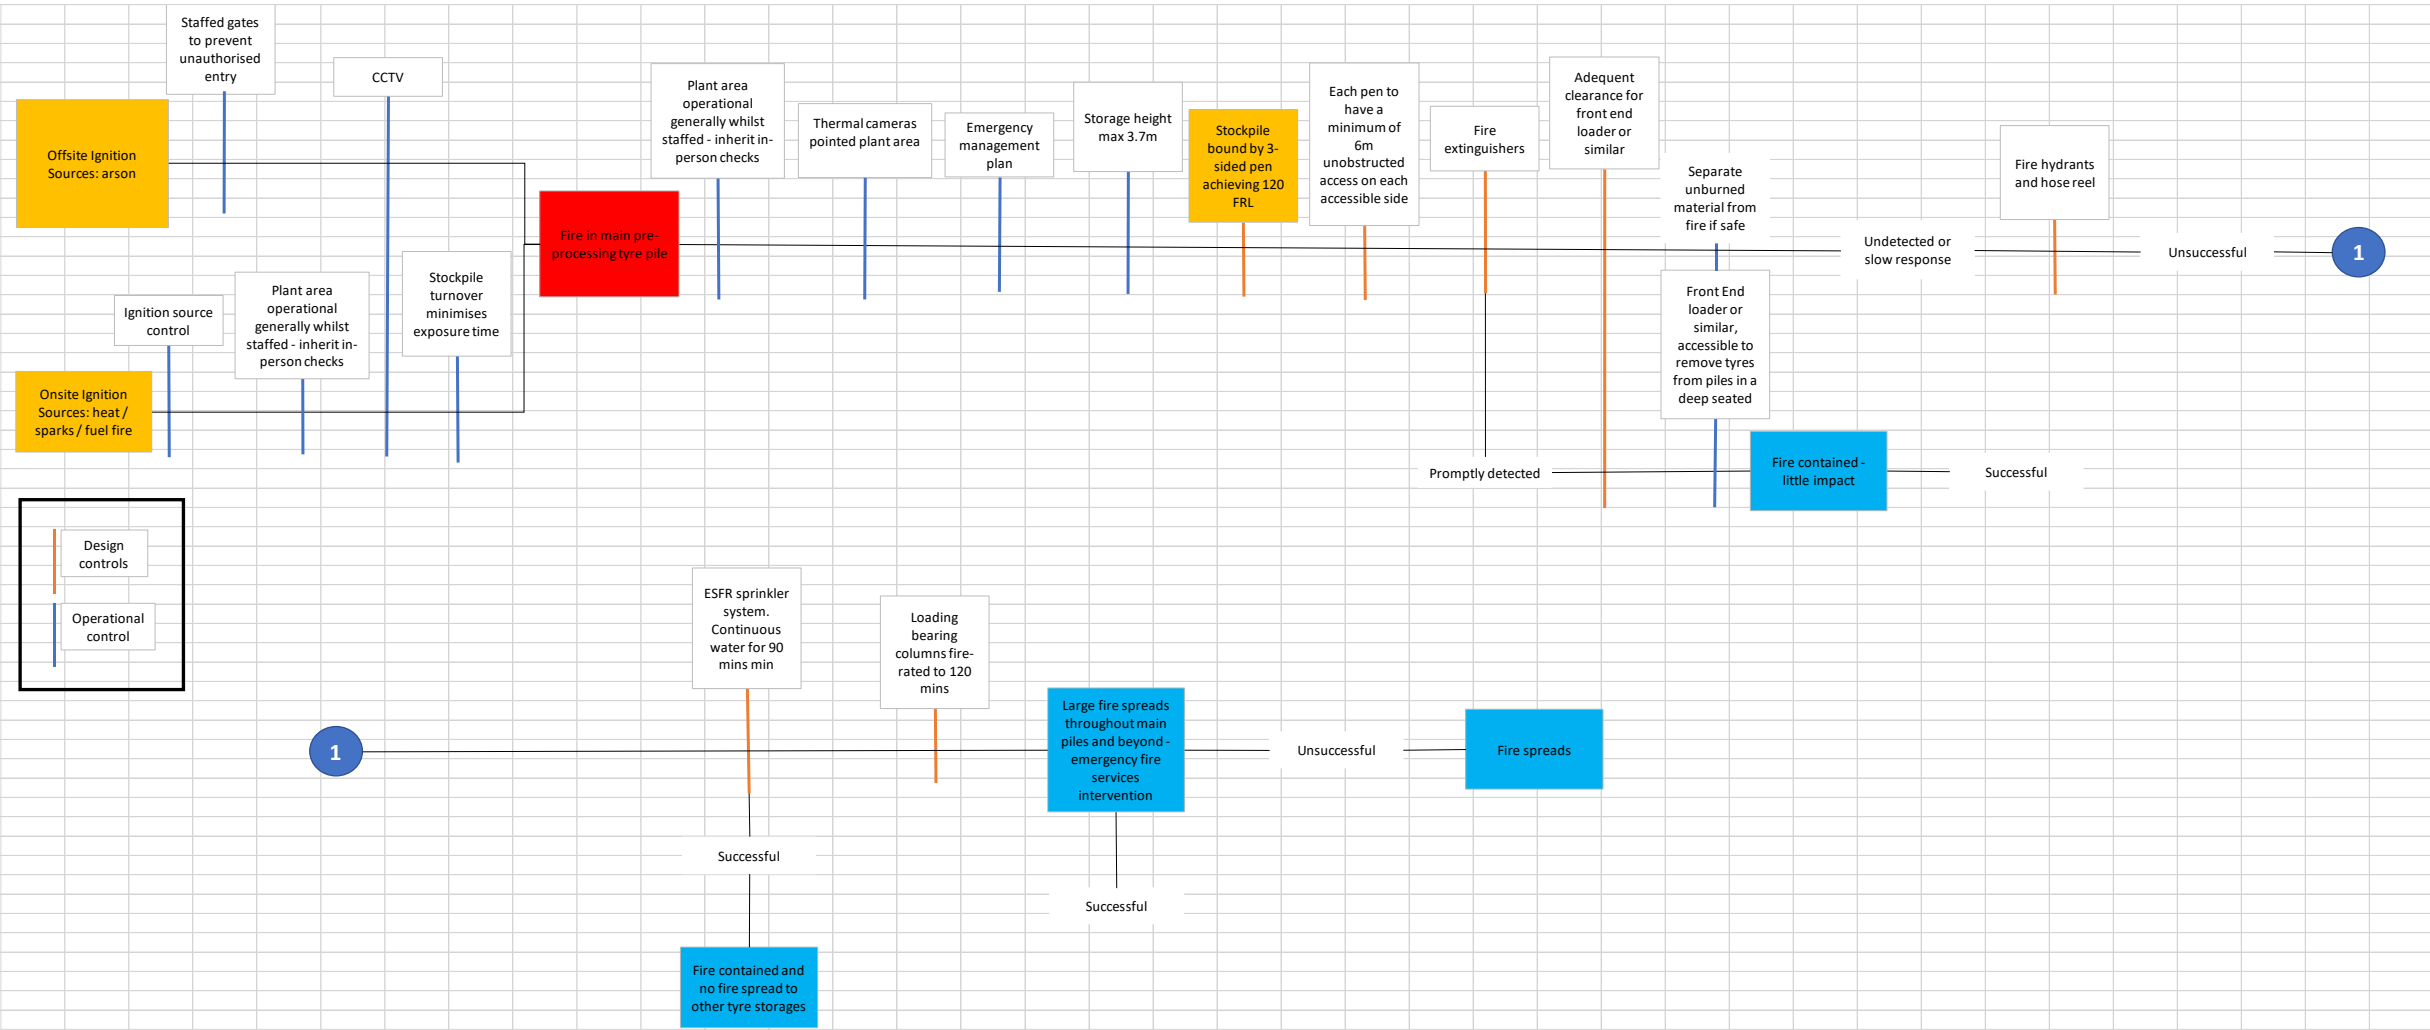 Staffed gates
to prevent
unauthorised
entry
CCTV
Offsite Ignition
Sources: arson
Ignition source
control
Plant area
operational
generally whilst
staffed - inherit in-
person checks
Stockpile
turnover
minimises
exposure time
Onsite Ignition
Sources: heat /
sparks / fuel fire
Fire in main pre-
processing tyre pile
Plant area
operational
generally whilst
staffed - inherit in-
person checks
Thermal cameras
pointed plant area
Emergency
management
plan
Storage height
max 3.7m
Stockpile
bound by 3-
sided pen
achieving 120
FRL
Each pen to
have a
minimum of
6m
unobstructed
access on each
accessible side
Fire
extinguishers
Adequent
clearance for
front end
loader or
similar
Separate
unburned
material from
fire if safe
Front End
loader or
similar,
accessible to
remove tyres
from piles in a
deep seated
Undetected or
slow response
Fire hydrants
and hose reel
Unsuccessful
1
Promptly detected
Fire contained -
little impact
Successful
Design
controls
Operational
control
1
ESFR sprinkler
system.
Continuous
water for 90
mins min
Loading
bearing
columns fire-
rated to 120
mins
Large fire spreads
throughout main
piles and beyond -
emergency fire
services
intervention
Unsuccessful
Fire spreads
Successful
Successful
Fire contained and
no fire spread to
other tyre storages